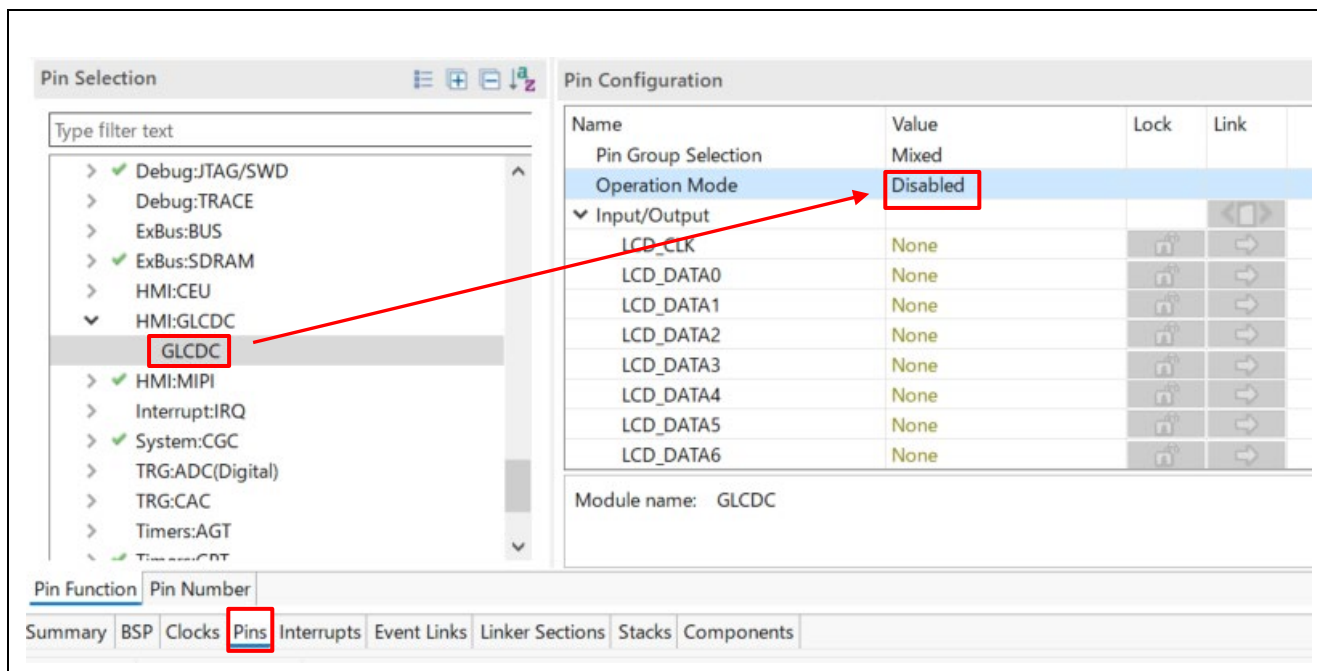 Pin Selection
Type filter text
Debug:JTAG/SWD
Debug:TRACE
ExBus:BUS
ExBus:SDRAM
HMI:CEU
HMI:GLCDC
GLCDC
HMI:MIPI
Interrupt:IRQ
System:CGC
TRG:ADC(Digital)
TRG:CAC
Timers:AGT
Timers:GPT
Pin Configuration
Name Value Lock Link
Pin Group Selection Mixed
Operation Mode Disabled
Input/Output
LCD_CLK None
LCD_DATA0 None
LCD_DATA1 None
LCD_DATA2 None
LCD_DATA3 None
LCD_DATA4 None
LCD_DATA5 None
LCD_DATA6 None
Module name: GLCDC
Pin Function Pin Number
Summary BSP Clocks Pins Interrupts Event Links Linker Sections Stacks Components